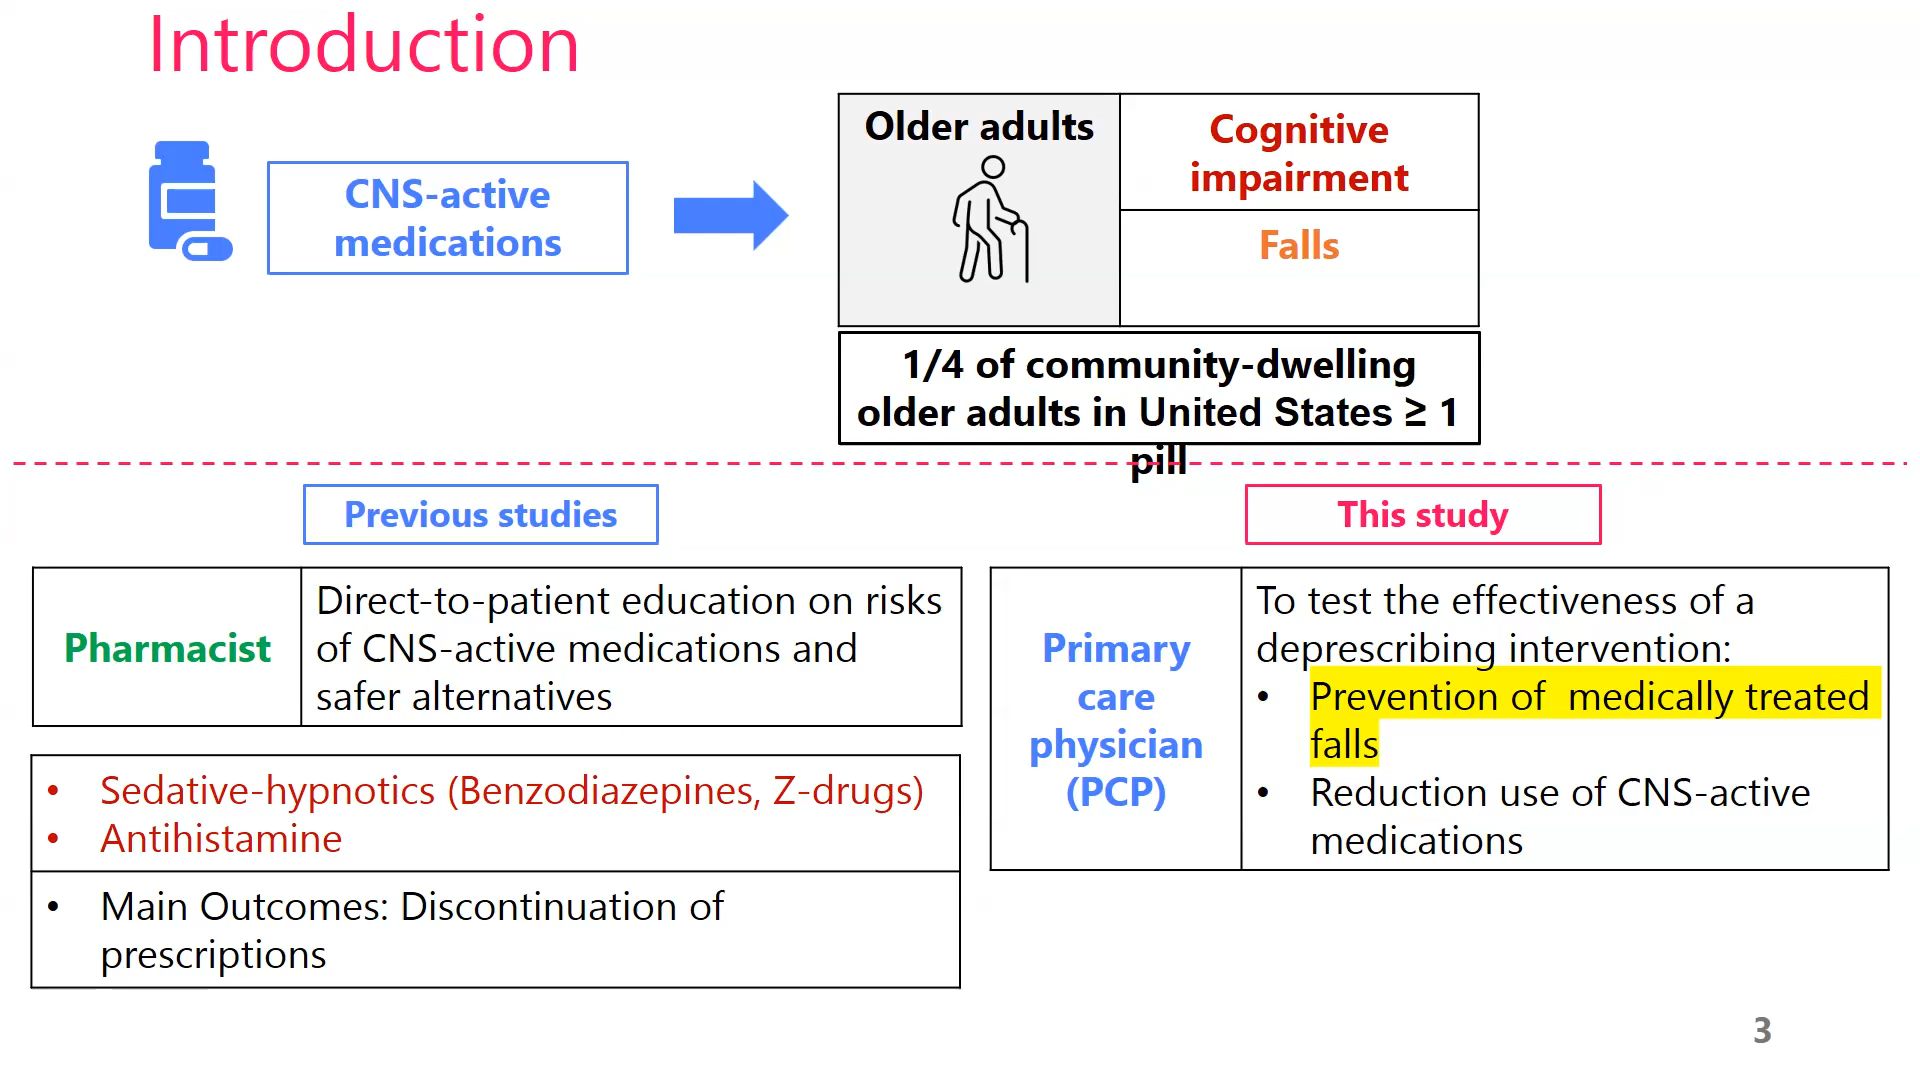 Introduction
CNS-active
medications
Older adults
Cognitive
impairment
Falls
1/4 of community-dwelling
older adults in United States ≥ 1
pill
Previous studies
Pharmacist
Direct-to-patient education on risks
of CNS-active medications and
safer alternatives
• Sedative-hypnotics (Benzodiazepines, Z-drugs)
• Antihistamine
• Main Outcomes: Discontinuation of
prescriptions
This study
Primary
care
physician
(PCP)
To test the effectiveness of a
deprescribing intervention:
• Prevention of  medically treated
falls
• Reduction use of CNS-active
medications
3